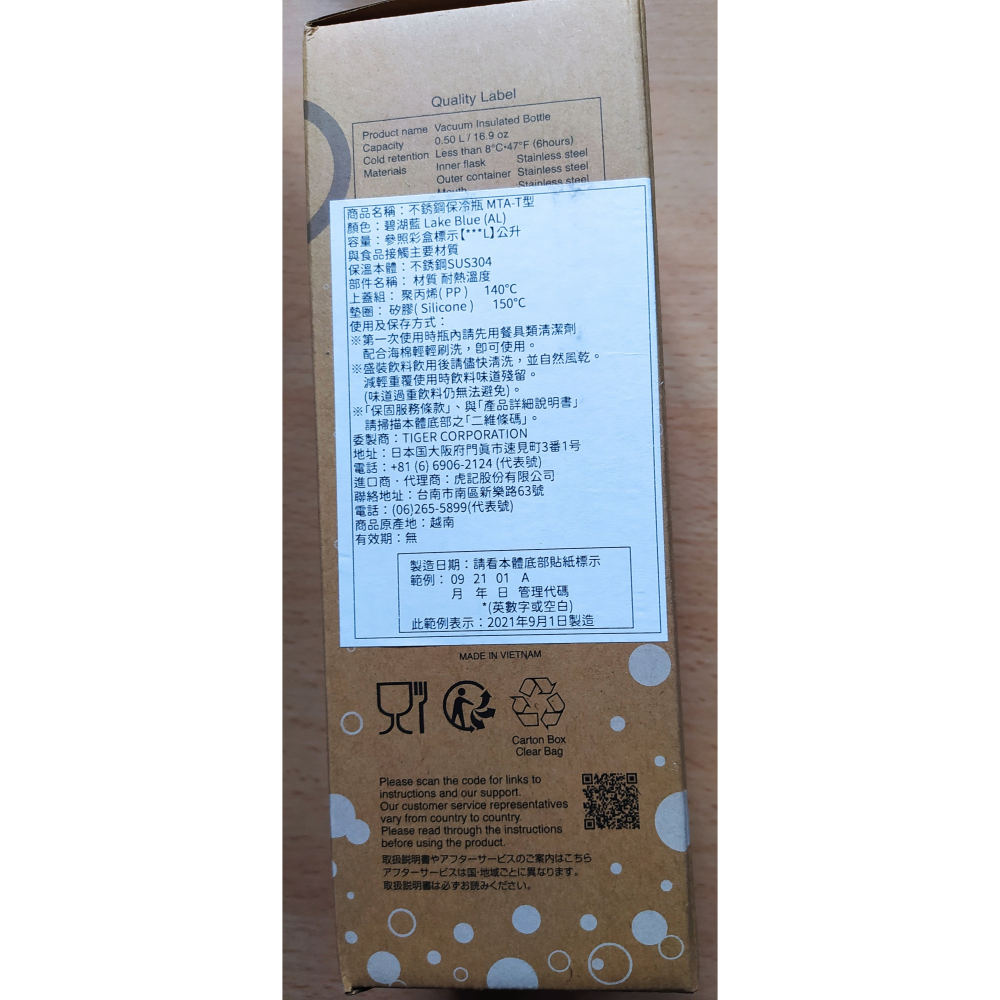 Quality Label
Product name Vacuum Insulated Bottle
Capacity 0.50 L / 16.9 oz
Cold retention Less than 8°C•47°F (6hours)
Materials Inner flask Stainless steel
Outer container Stainless steel
Mouth Stainless steel
商品名稱：不銹鋼保冷瓶 MTA-T型
顏色：碧湖藍 Lake Blue (AL)
容量：參照彩盒標示【***L】公升
與食品接觸主要材質
保溫本體：不銹鋼SUS304
部件名稱： 材質 耐熱溫度
上蓋組： 聚丙烯( PP ) 140°C
墊圈： 矽膠( Silicone ) 150°C
使用及保存方式：
※第一次使用時瓶內請先用餐具類清潔劑
配合海棉輕輕刷洗，即可使用。
※盛裝飲料飲用後請儘快清洗，並自然風乾。
減輕重覆使用時飲料味道殘留。
(味道過重飲料仍無法避免)。
※「保固服務條款」、與「產品詳細說明書」
請掃描本體底部之「二維條碼」。
委製商：TIGER CORPORATION
地址：日本国大阪府門眞市速見町3番1号
電話：+81 (6) 6906-2124 (代表號)
進口商・代理商：虎記股份有限公司
聯絡地址：台南市南區新樂路63號
電話：(06)265-5899(代表號)
商品原產地：越南
有效期：無
製造日期：請看本體底部貼紙標示
範例： 09 21 01 A
月 年 日 管理代碼
*(英數字或空白)
此範例表示：2021年9月1日製造
MADE IN VIETNAM
Carton Box
Clear Bag
Please scan the code for links to
instructions and our support.
Our customer service representatives
vary from country to country.
Please read through the instructions
before using the product.
取扱説明書やアフターサービスのご案内はこちら
アフターサービスは国・地域ごとに異なります。
取扱説明書は必ずお読みください。